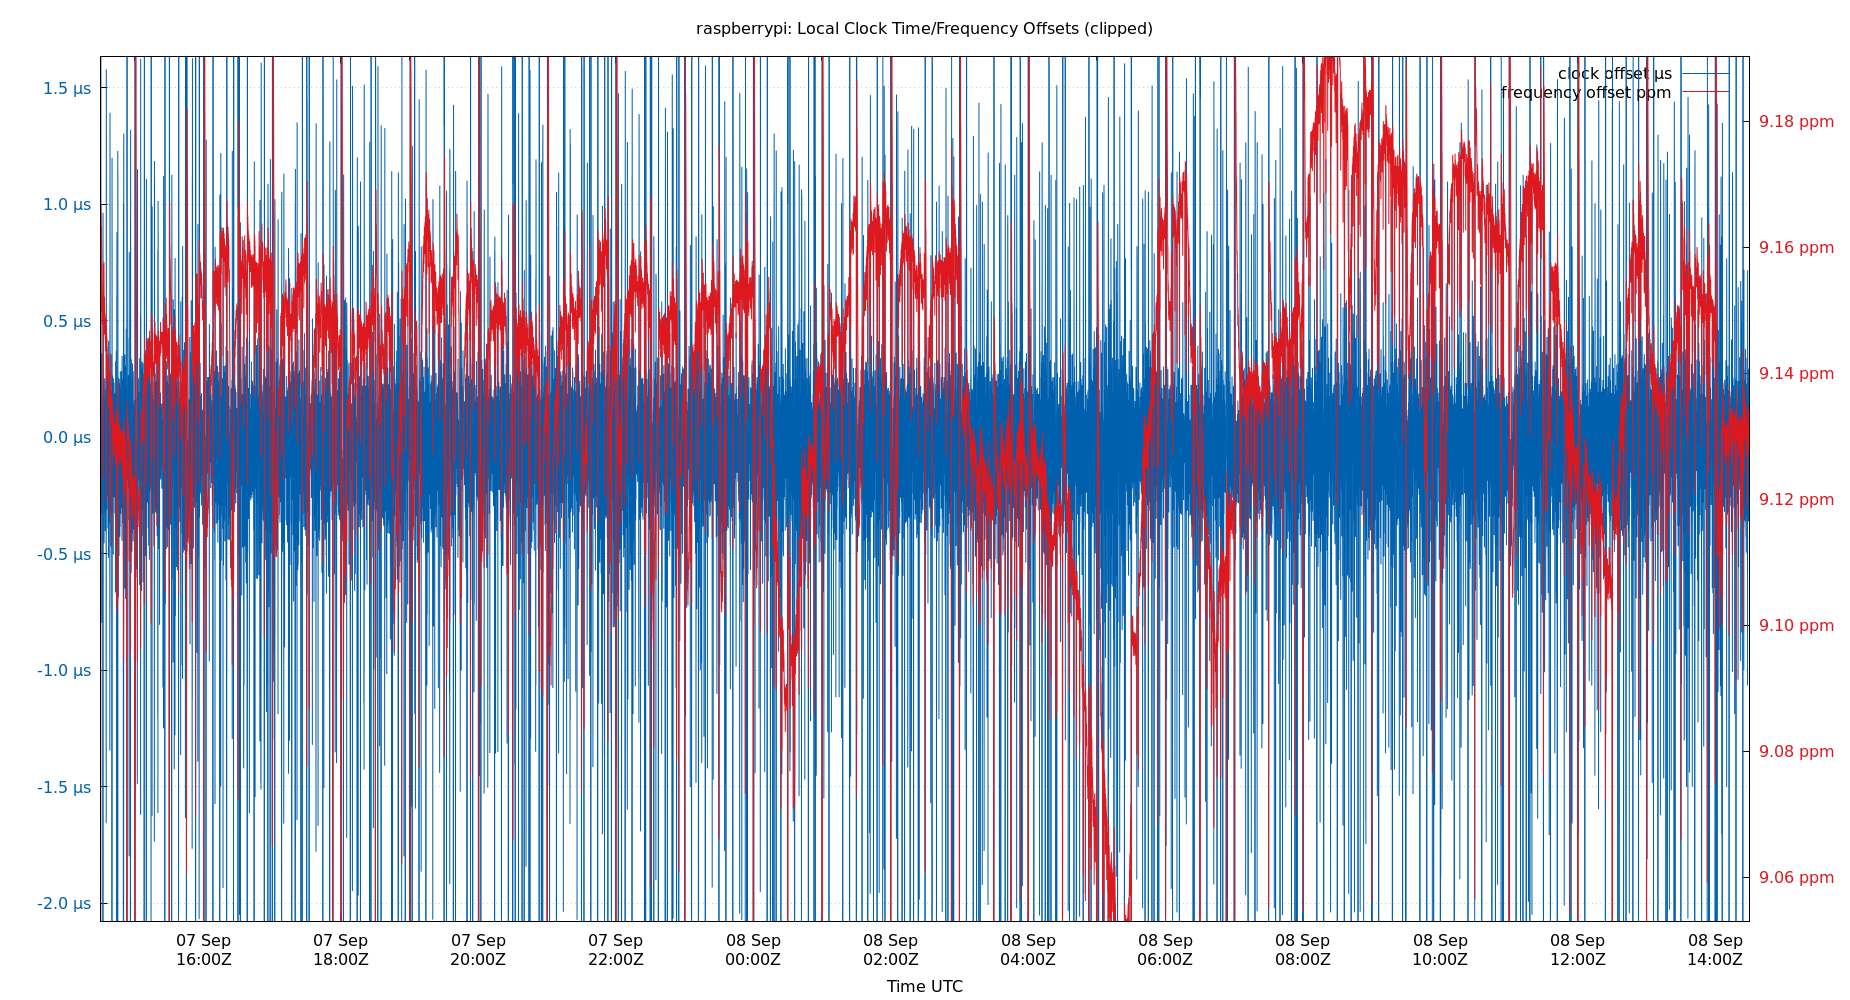 raspberrypi: Local Clock Time/Frequency Offsets (clipped)
clock offset µs
frequency offset ppm
1.5 µs
1.0 µs
0.5 µs
0.0 µs
-0.5 µs
-1.0 µs
-1.5 µs
-2.0 µs
9.18 ppm
9.16 ppm
9.14 ppm
9.12 ppm
9.10 ppm
9.08 ppm
9.06 ppm
07 Sep 07 Sep 07 Sep 07 Sep 08 Sep 08 Sep 08 Sep 08 Sep 08 Sep 08 Sep 08 Sep 08 Sep
16:00Z 18:00Z 20:00Z 22:00Z 00:00Z 02:00Z 04:00Z 06:00Z 08:00Z 10:00Z 12:00Z 14:00Z
Time UTC